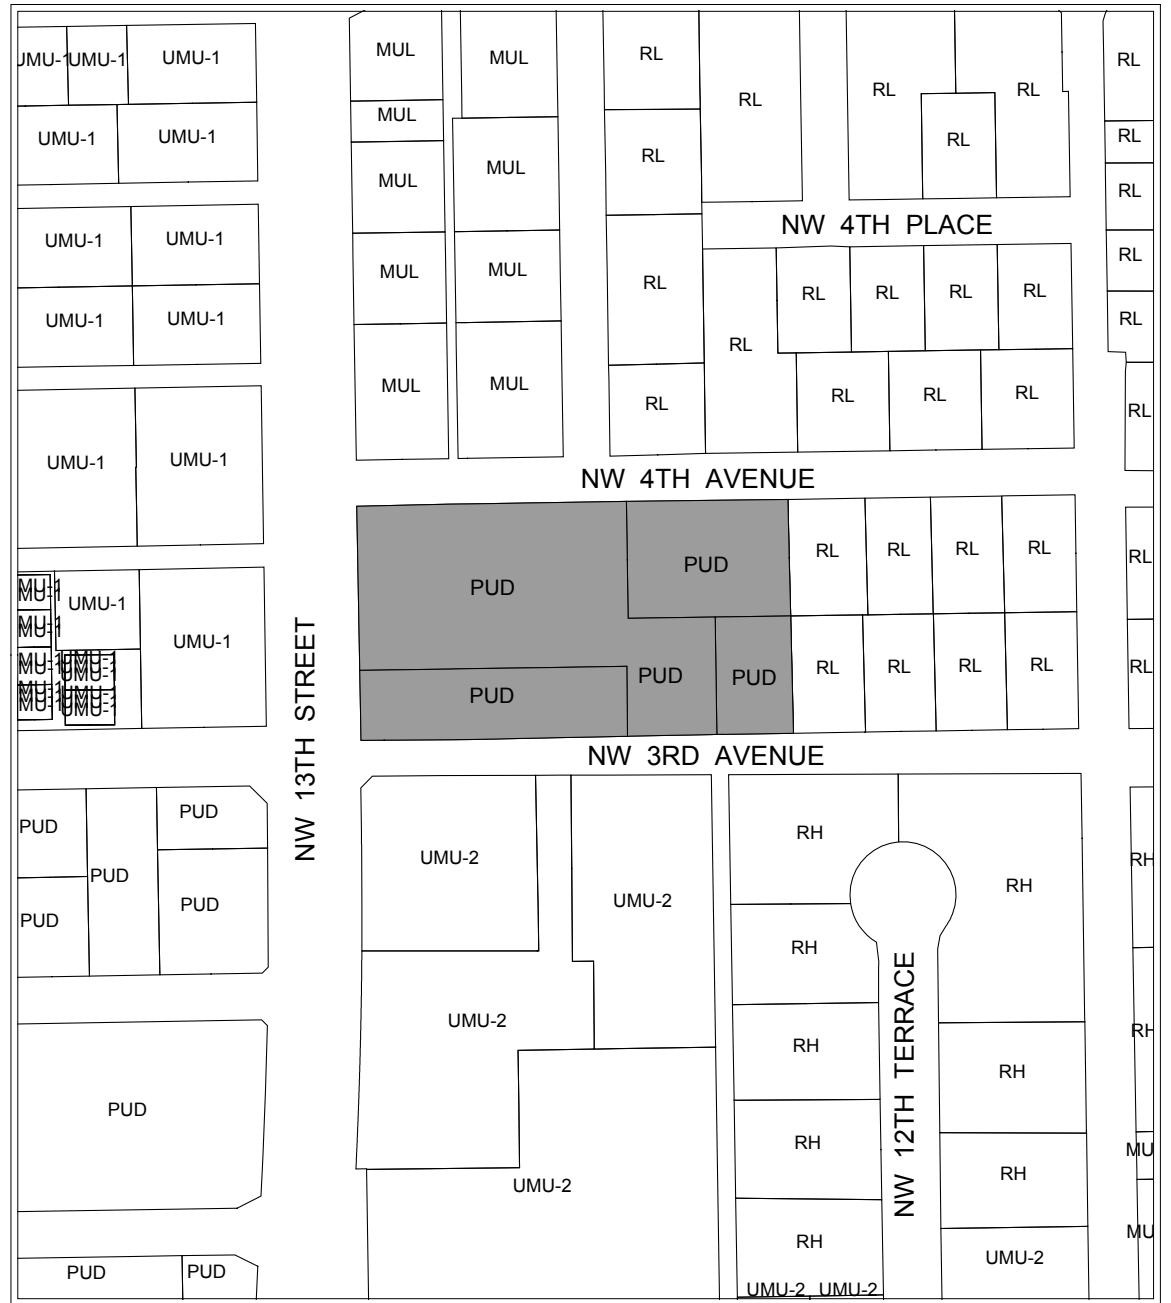 UMU-1 UMU-1 MUL MUL RL RL RL RL RL
UMU-1 UMU-1 MUL RL RL RL
MUL MUL RL
NW 4TH PLACE
UMU-1 UMU-1 MUL MUL RL RL RL RL RL RL
UMU-1 UMU-1 RL RL
MUL MUL RL RL RL RL RL
UMU-1 UMU-1
NW 4TH AVENUE
PUD PUD RL RL RL RL RL
UMU-1
UMU-1
PUD PUD PUD RL RL RL RL RL
NW 13TH STREET
NW 3RD AVENUE
PUD PUD RH
PUD UMU-2 RH RH
PUD PUD UMU-2
RH
UMU-2
RH RH
NW 12TH TERRACE
PUD
RH RH
UMU-2
RH
PUD PUD UMU-2
UMU-2 UMU-2